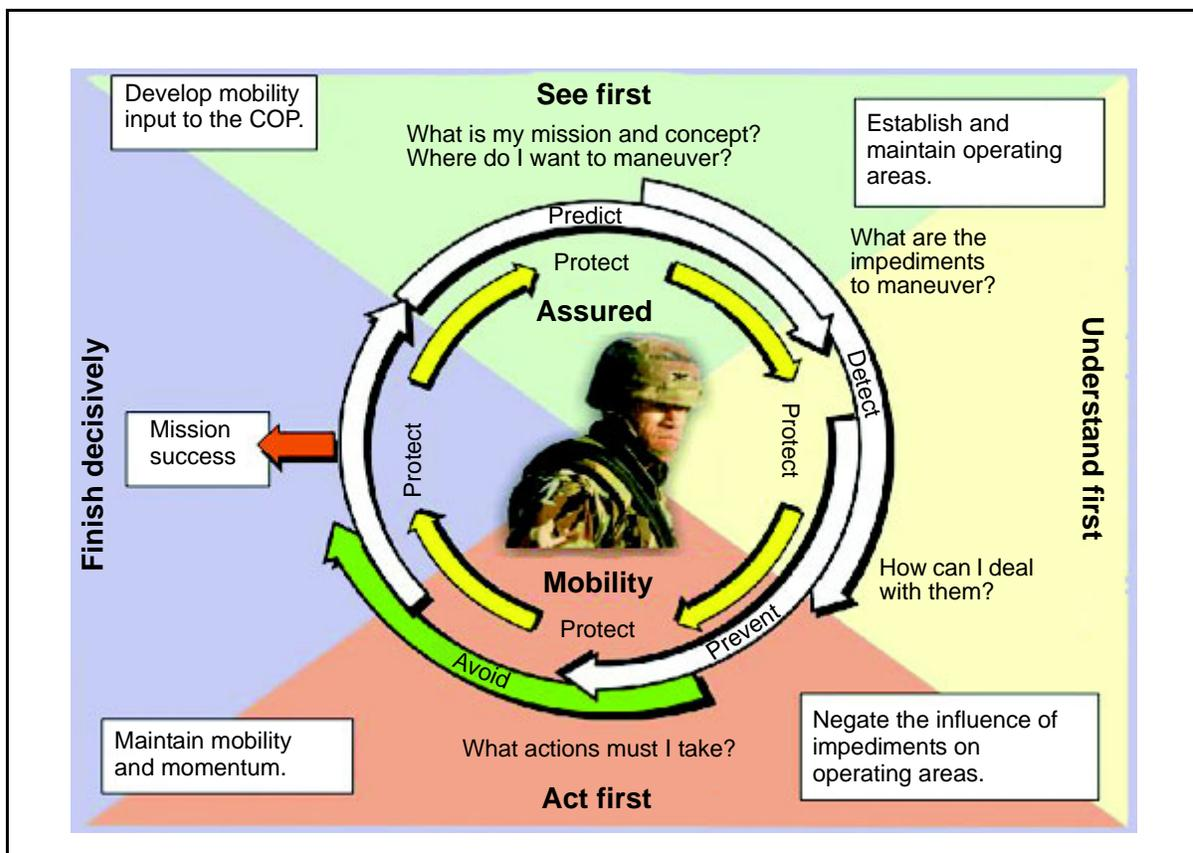 Develop mobility
input to the COP.
See first
What is my mission and concept?
Where do I want to maneuver?
Establish and
maintain operating
areas.
What are the
impediments
to maneuver?
Predict
Protect
Assured
Detect
Understand first
Finish decisively
Mission
success
Protect
Protect
Mobility
Protect
How can I deal
with them?
Prevent
Avoid
Maintain mobility
and momentum.
What actions must I take?
Act first
Negate the influence of
impediments on
operating areas.